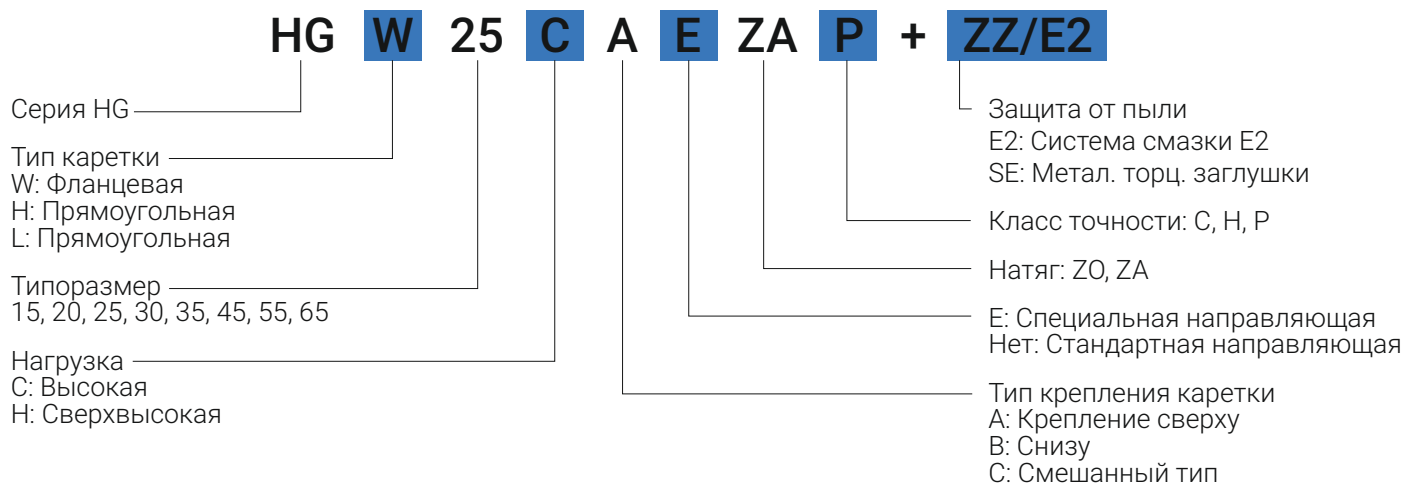 HG W 25 C A E ZA P + ZZ/E2
Серия HG
Тип каретки
W: Фланцевая
H: Прямоугольная
L: Прямоугольная
Типоразмер
15, 20, 25, 30, 35, 45, 55, 65
Нагрузка
C: Высокая
H: Сверхвысокая
Защита от пыли
E2: Система смазки E2
SE: Метал. торц. заглушки
Класс точности: C, H, P
Натяг: ZO, ZA
E: Специальная направляющая
Нет: Стандартная направляющая
Тип крепления каретки
A: Крепление сверху
B: Снизу
C: Смешанный тип